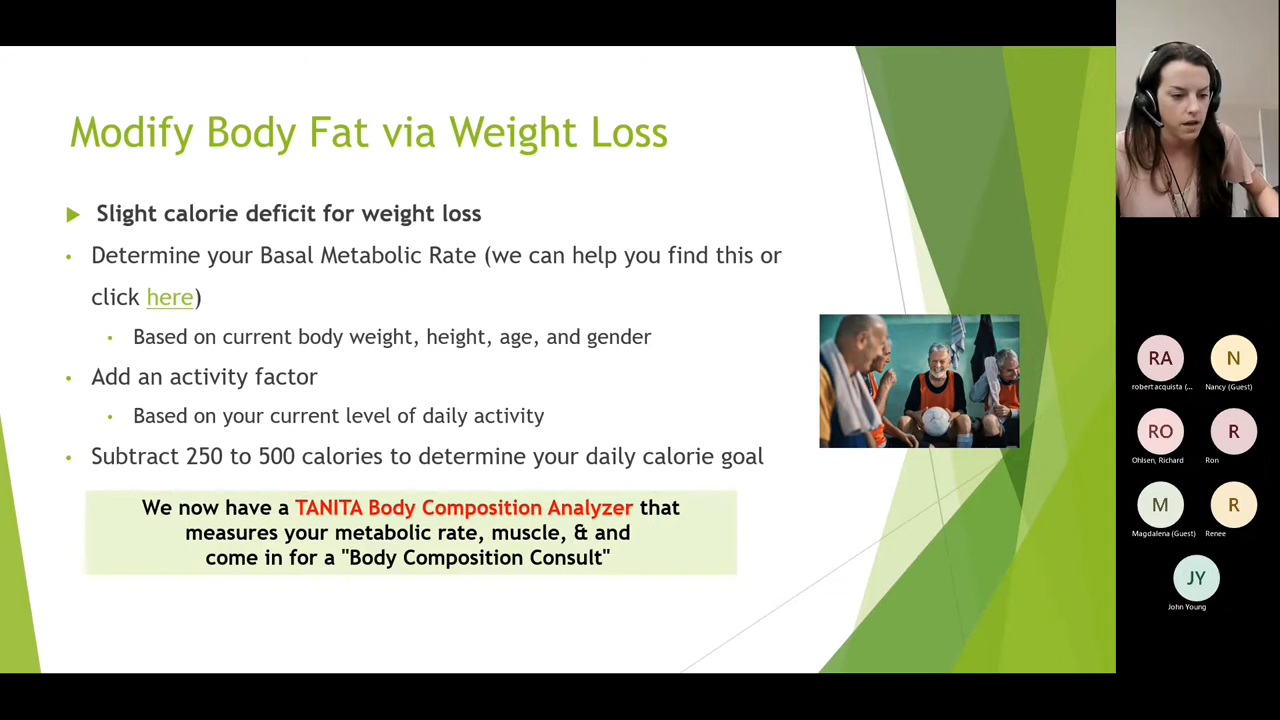 Modify Body Fat via Weight Loss
Slight calorie deficit for weight loss
Determine your Basal Metabolic Rate (we can help you find this or
click here)
Based on current body weight, height, age, and gender
Add an activity factor
Based on your current level of daily activity
Subtract 250 to 500 calories to determine your daily calorie goal
We now have a TANITA Body Composition Analyzer that
measures your metabolic rate, muscle, & and
come in for a "Body Composition Consult"
RA
robert acquista (...
N
Nancy (Guest)
RO
Ohlsen, Richard
R
Ron
M
Magdalena (Guest)
R
Renee
JY
John Young